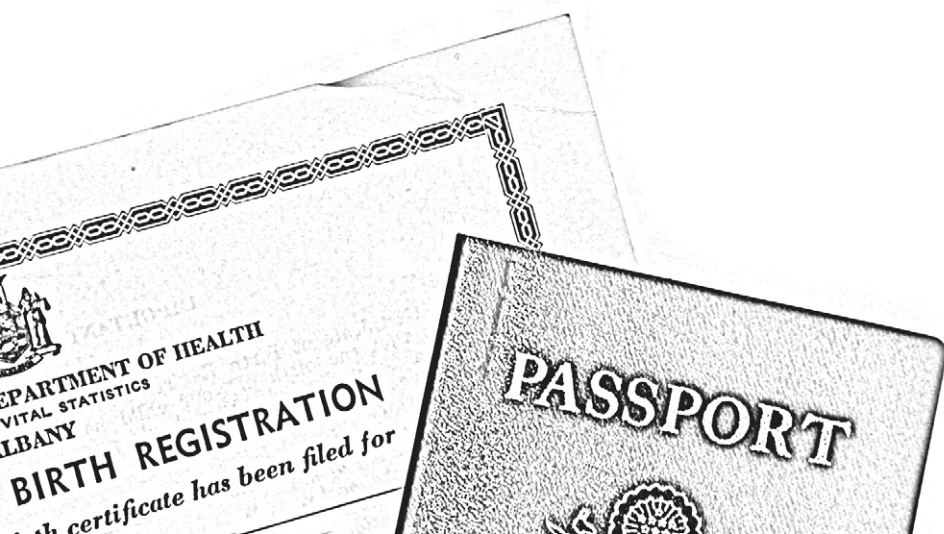 EPARTMENT OF HEALTH
VITAL STATISTICS
ALBANY
BIRTH REGISTRATION
certificate has been filed for
PASSPORT